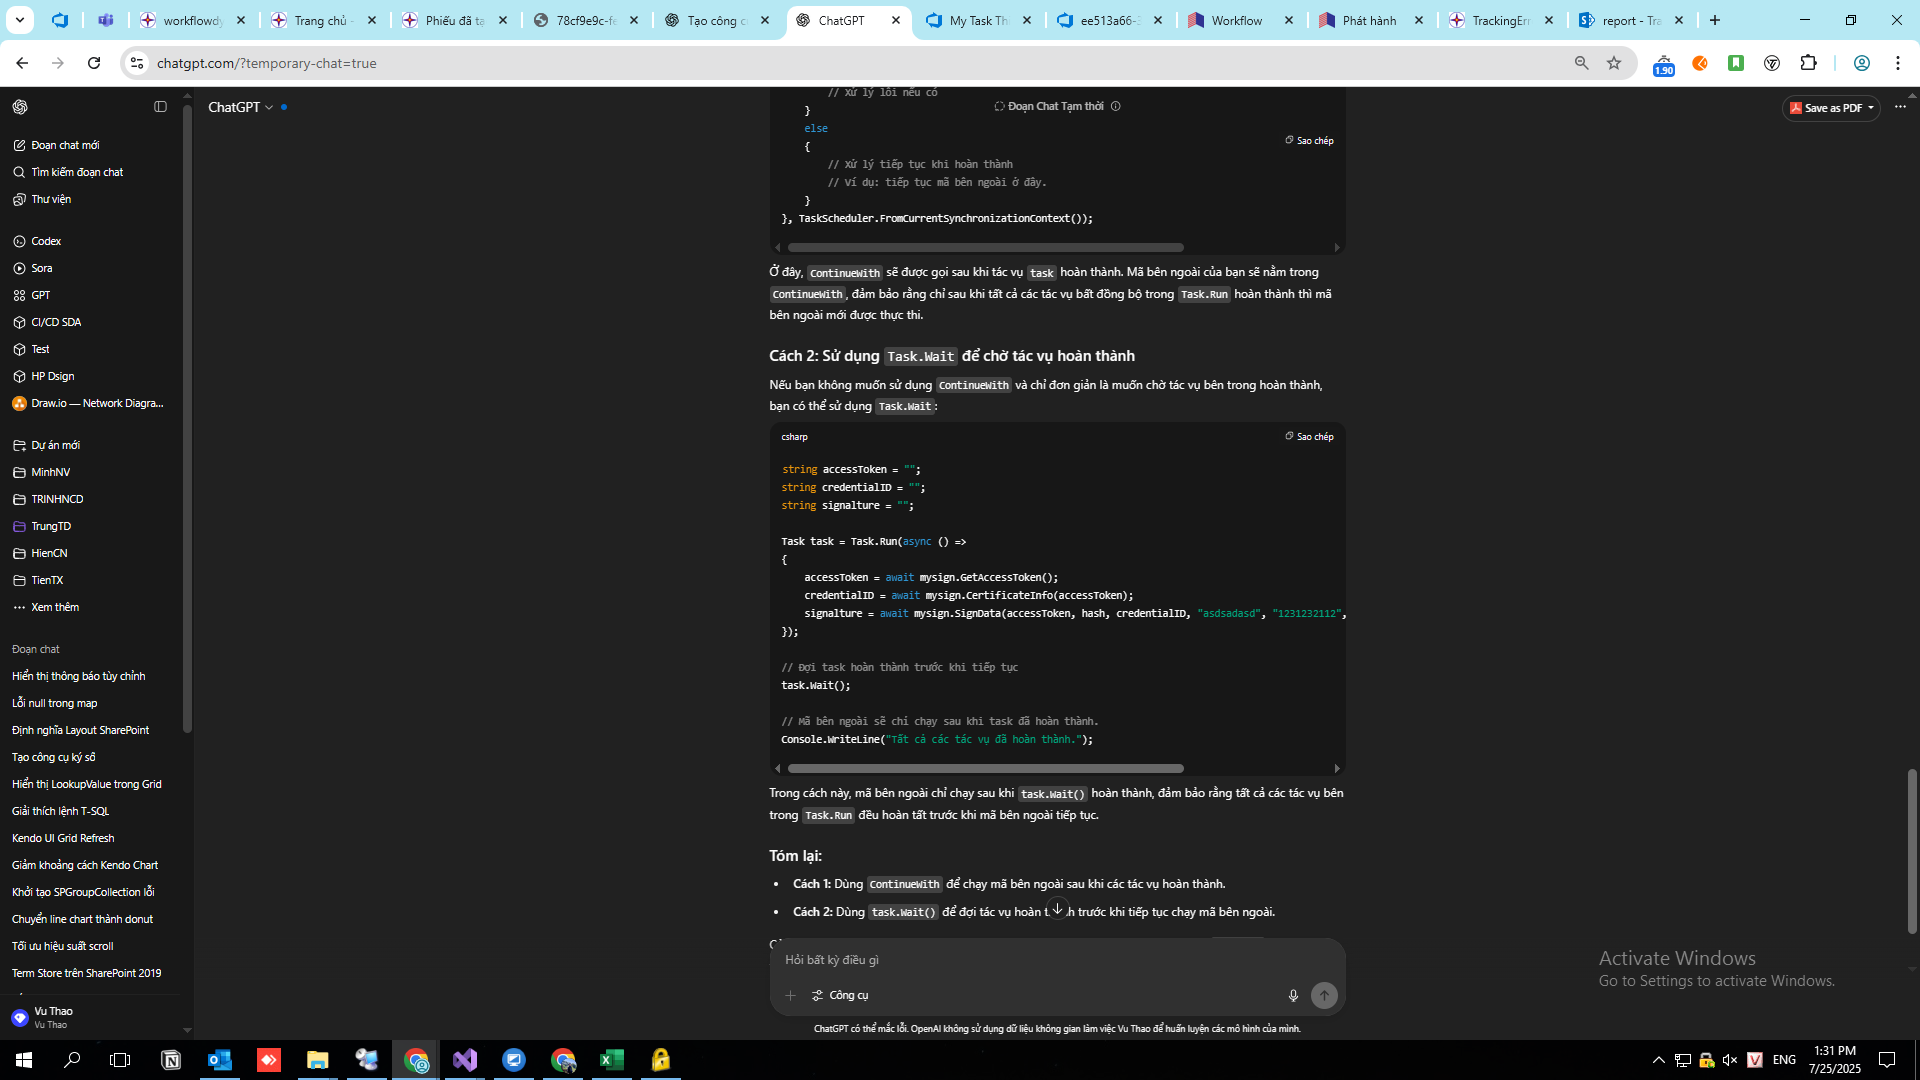 workflowdy
Trang chủ -
Phiếu đã tạ
78cf9e9c-fe
Tạo công c
ChatGPT
My Task Th
ee513a66-3
Workflow
Phát hành
TrackingErr
report - Tra
chatgpt.com/?temporary-chat=true
1.90
ChatGPT
Đoạn Chat Tạm thời
Save as PDF
Đoạn chat mới
Tìm kiếm đoạn chat
Thư viện
Codex
Sora
GPT
CI/CD SDA
Test
HP Dsign
Draw.io — Network Diagra...
Dự án mới
MinhNV
TRINHNCD
TrungTD
HienCN
TienTX
Xem thêm
Đoạn chat
Hiển thị thông báo tùy chỉnh
Lỗi null trong map
Định nghĩa Layout SharePoint
Tạo công cụ ký số
Hiển thị LookupValue trong Grid
Giải thích lệnh T-SQL
Kendo UI Grid Refresh
Giảm khoảng cách Kendo Chart
Khởi tạo SPGroupCollection lỗi
Chuyển line chart thành donut
Tối ưu hiệu suất scroll
Term Store trên SharePoint 2019
Vu Thao
Vu Thao
// Xử lý lỗi nếu có
}
else
Sao chép
{
// Xử lý tiếp tục khi hoàn thành
// Ví dụ: tiếp tục mã bên ngoài ở đây.
}
}, TaskScheduler.FromCurrentSynchronizationContext());
Ở đây, ContinueWith sẽ được gọi sau khi tác vụ task hoàn thành. Mã bên ngoài của bạn sẽ nằm trong
ContinueWith, đảm bảo rằng chỉ sau khi tất cả các tác vụ bất đồng bộ trong Task.Run hoàn thành thì mã
bên ngoài mới được thực thi.
Cách 2: Sử dụng Task.Wait để chờ tác vụ hoàn thành
Nếu bạn không muốn sử dụng ContinueWith và chỉ đơn giản là muốn chờ tác vụ bên trong hoàn thành,
bạn có thể sử dụng Task.Wait:
csharp
Sao chép
string accessToken = "";
string credentialID = "";
string signalture = "";
Task task = Task.Run(async () =>
{
accessToken = await mysign.GetAccessToken();
credentialID = await mysign.CertificateInfo(accessToken);
signalture = await mysign.SignData(accessToken, hash, credentialID, "asdsadasd", "1231232112",
});
// Đợi task hoàn thành trước khi tiếp tục
task.Wait();
// Mã bên ngoài sẽ chỉ chạy sau khi task đã hoàn thành.
Console.WriteLine("Tất cả các tác vụ đã hoàn thành.");
Trong cách này, mã bên ngoài chỉ chạy sau khi task.Wait() hoàn thành, đảm bảo rằng tất cả các tác vụ bên
trong Task.Run đều hoàn tất trước khi mã bên ngoài tiếp tục.
Tóm lại:
• Cách 1: Dùng ContinueWith để chạy mã bên ngoài sau khi các tác vụ hoàn thành.
• Cách 2: Dùng task.Wait() để đợi tác vụ hoàn t h trước khi tiếp tục chạy mã bên ngoài.
Hỏi bất kỳ điều gì
Công cụ
ChatGPT có thể mắc lỗi. OpenAI không sử dụng dữ liệu không gian làm việc Vu Thao để huấn luyện các mô hình của mình.
Activate Windows
Go to Settings to activate Windows.
ENG
1:31 PM
7/25/2025